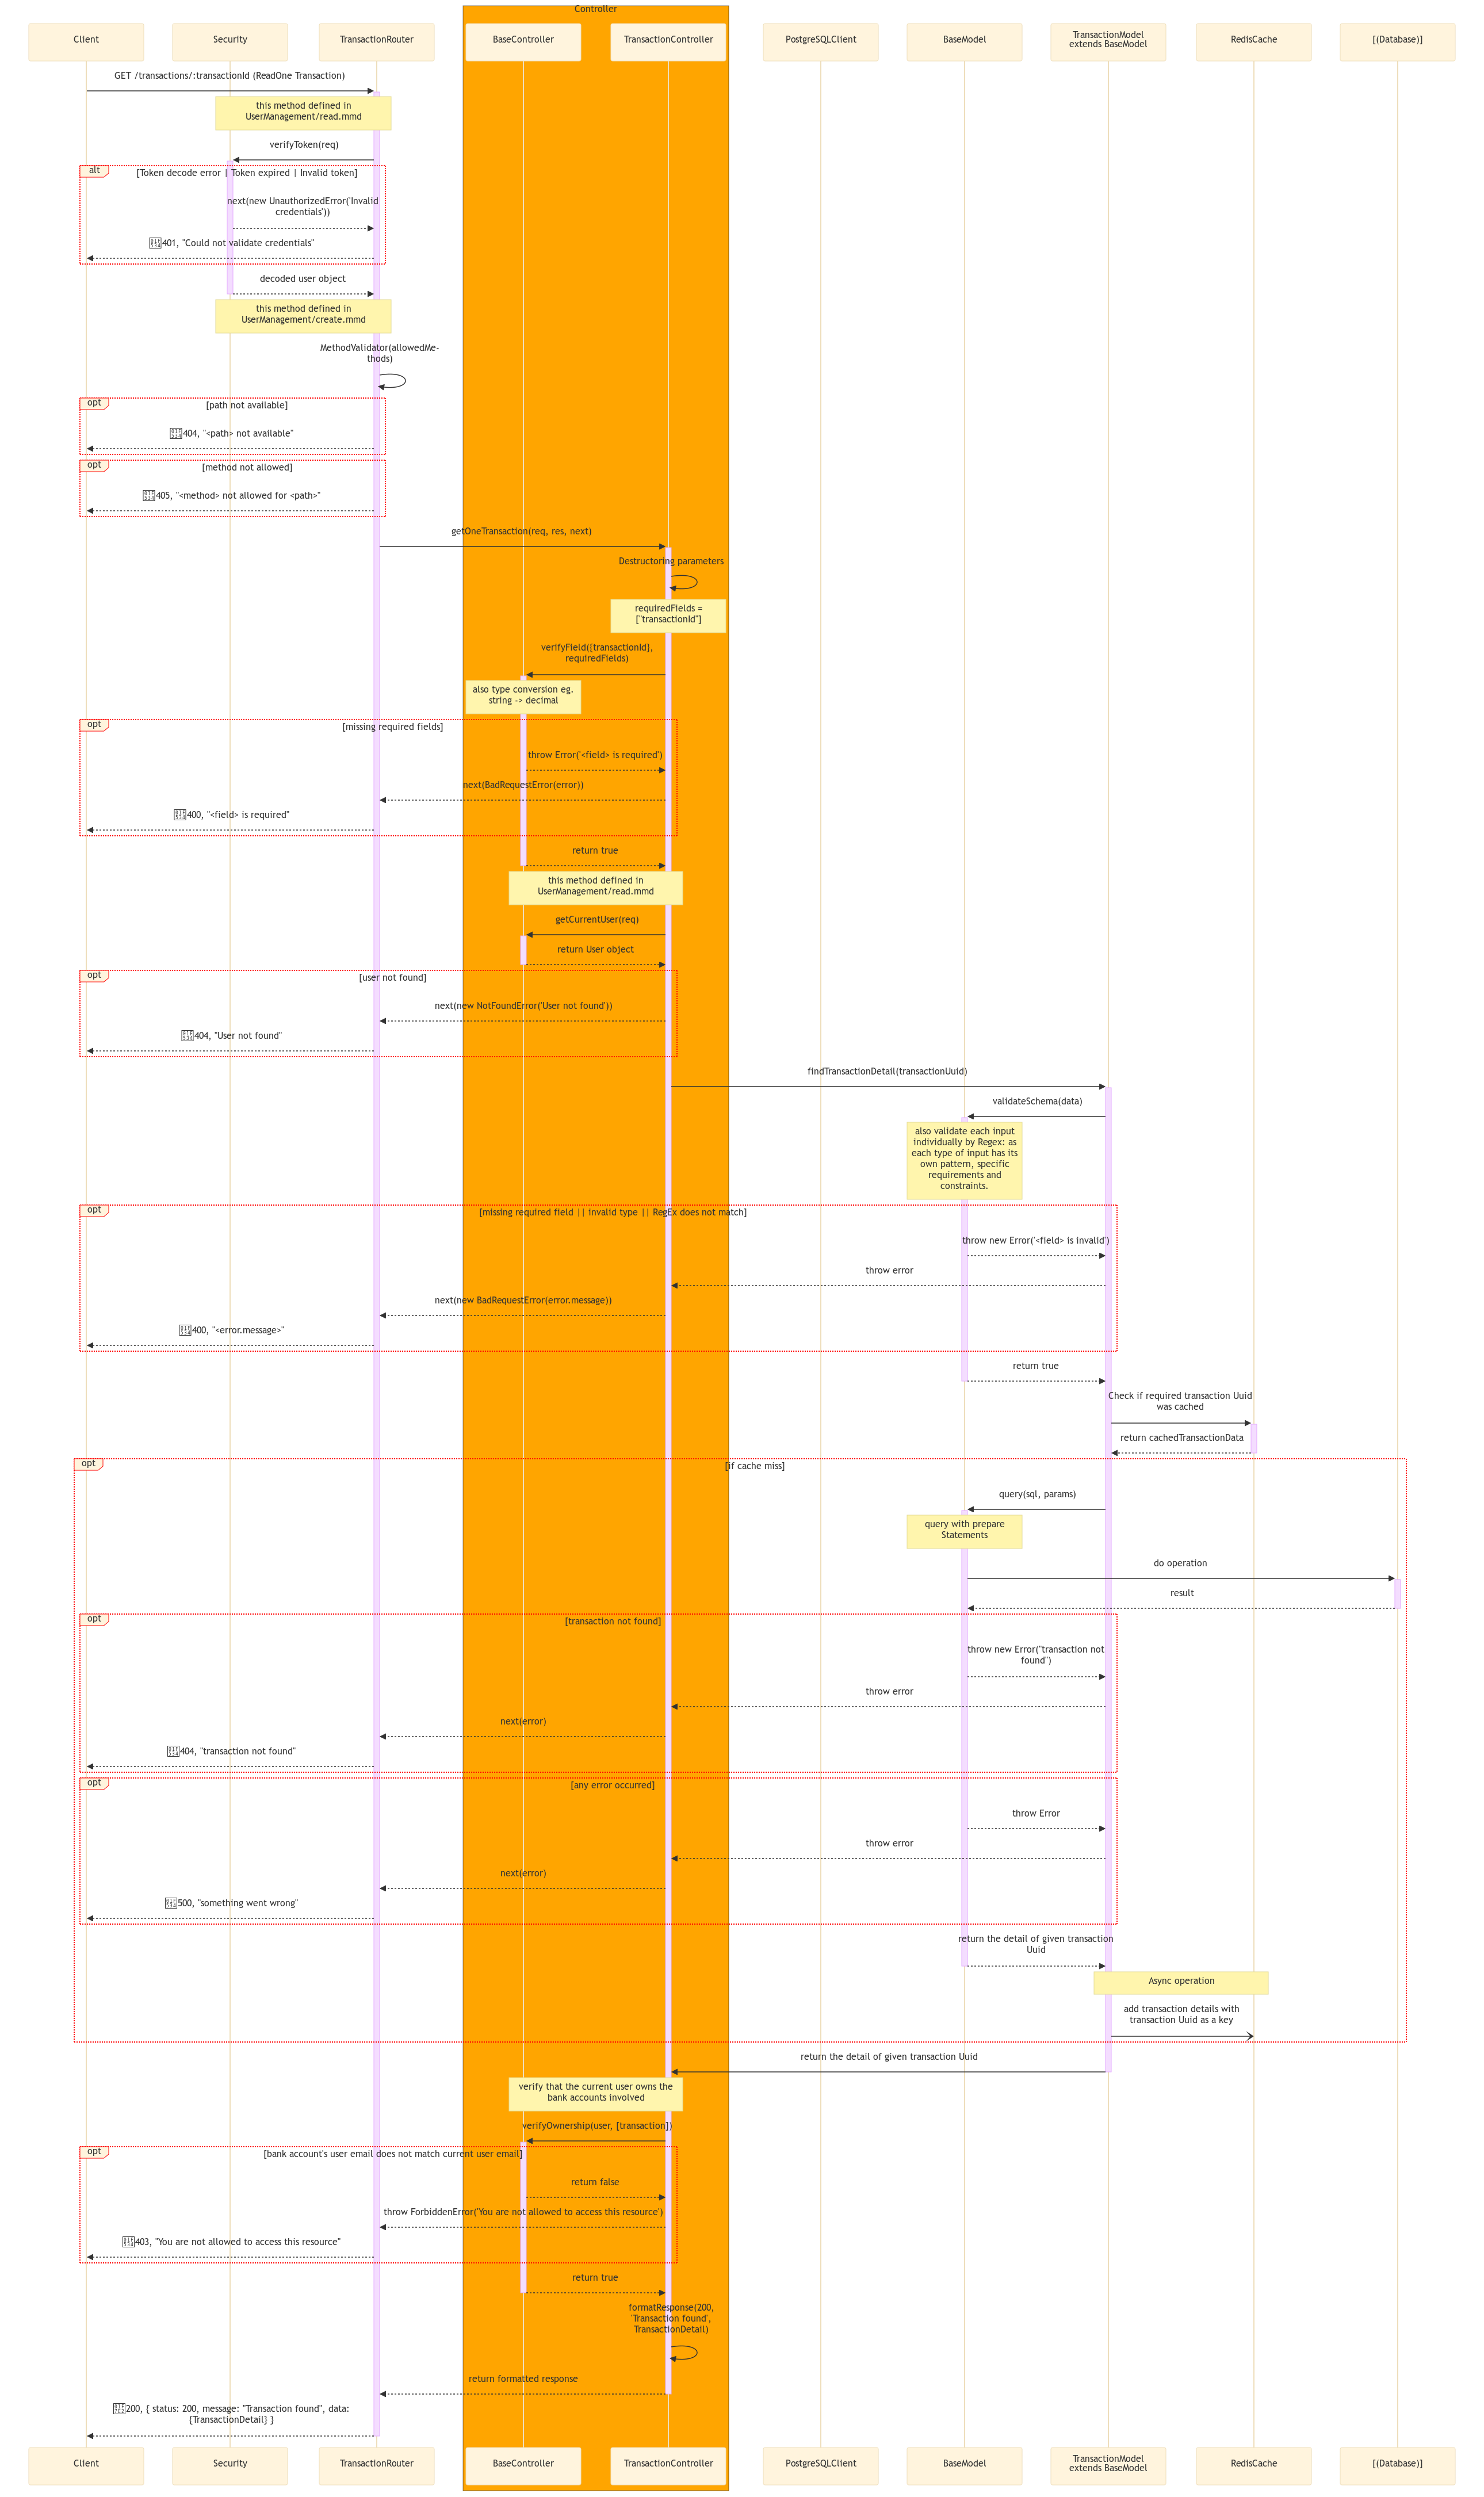 Controller
Client
Security
TransactionRouter
BaseController
TransactionController
PostgreSQLClient
BaseModel
TransactionModel
extends BaseModel
RedisCache
[(Database)]
GET /transactions/:transactionId (ReadOne Transaction)
this method defined in
UserManagement/read.mmd
verifyToken(req)
alt
[Token decode error | Token expired | Invalid token]
next(new UnauthorizedError('Invalid
credentials'))
401, "Could not validate credentials"
decoded user object
this method defined in
UserManagement/create.mmd
MethodValidator(allowedMe-
thods)
opt
[path not available]
404, "<path> not available"
opt
[method not allowed]
405, "<method> not allowed for <path>"
getOneTransaction(req, res, next)
Destructoring parameters
requiredFields =
["transactionId"]
verifyField([transactionId},
requiredFields)
also type conversion eg.
string -> decimal
opt
[missing required fields]
throw Error('<field> is required')
next(BadRequestError(error))
400, "<field> is required"
return true
this method defined in
UserManagement/read.mmd
getCurrentUser(req)
return User object
opt
[user not found]
next(new NotFoundError('User not found'))
404, "User not found"
findTransactionDetail(transactionUuid)
validateSchema(data)
also validate each input
individually by Regex: as
each type of input has its
own pattern, specific
requirements and
constraints.
opt
[missing required field || invalid type || RegEx does not match]
throw new Error('<field> is invalid')
throw error
next(new BadRequestError(error.message))
400, "<error.message>"
return true
Check if required transaction Uuid
was cached
return cachedTransactionData
opt
[if cache miss]
query(sql, params)
query with prepare
Statements
do operation
result
opt
[transaction not found]
throw new Error("transaction not
found")
throw error
next(error)
404, "transaction not found"
opt
[any error occurred]
throw Error
throw error
next(error)
500, "something went wrong"
return the detail of given transaction
Uuid
Async operation
add transaction details with
transaction Uuid as a key
return the detail of given transaction Uuid
verify that the current user owns the
bank accounts involved
verifyOwnership(user, [transaction])
opt
[bank account's user email does not match current user email]
return false
throw ForbiddenError('You are not allowed to access this resource')
403, "You are not allowed to access this resource"
return true
formatResponse(200,
'Transaction found',
TransactionDetail)
return formatted response
200, { status: 200, message: "Transaction found", data:
{TransactionDetail} }
Client
Security
TransactionRouter
BaseController
TransactionController
PostgreSQLClient
BaseModel
TransactionModel
extends BaseModel
RedisCache
[(Database)]